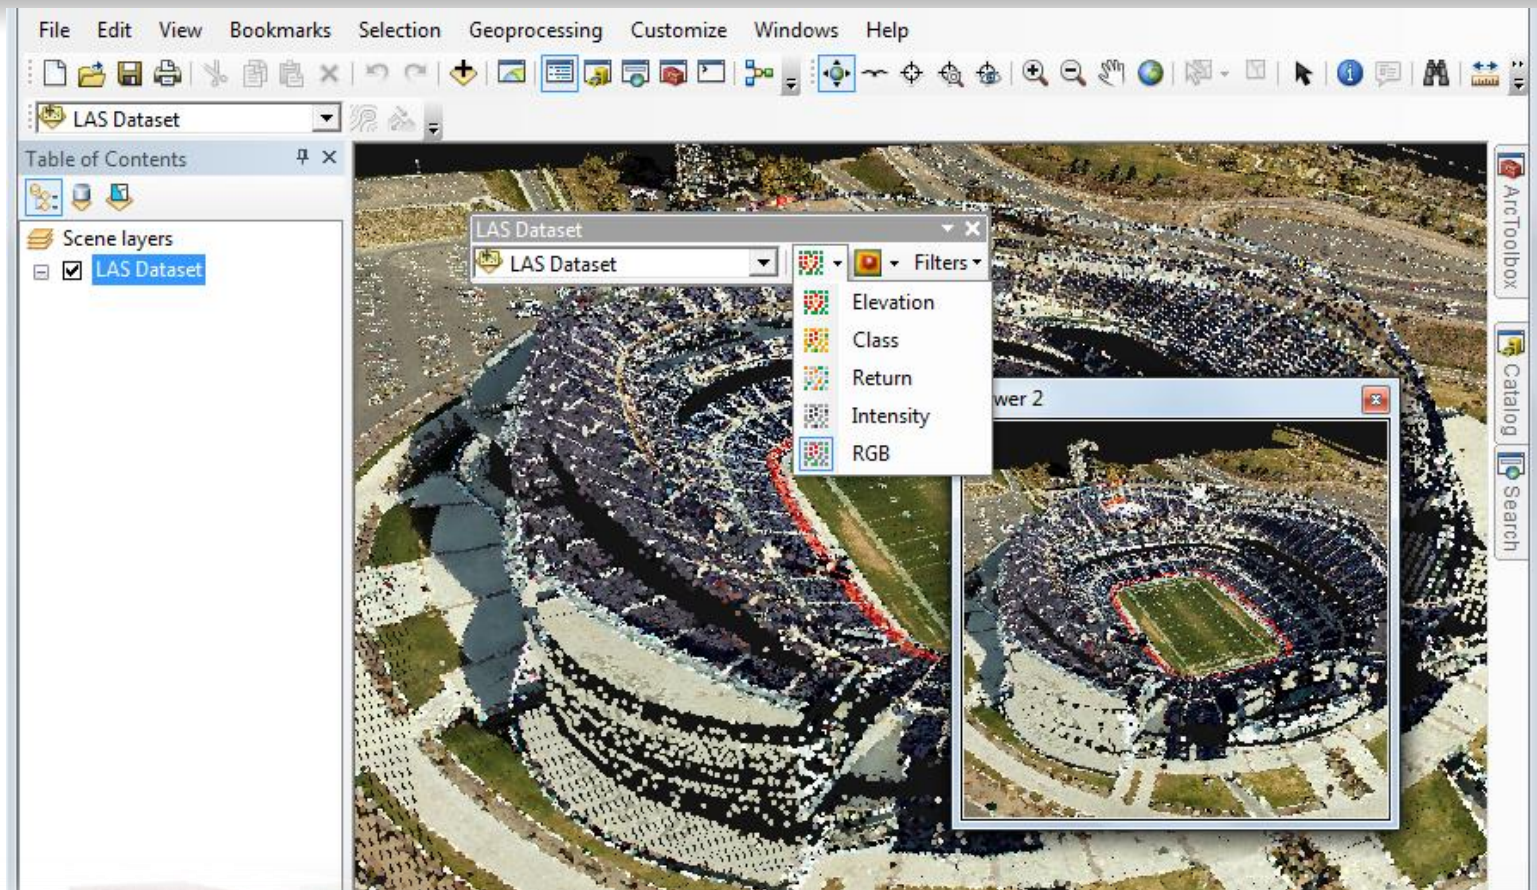 File Edit View Bookmarks Selection Geoprocessing Customize Windows Help
LAS Dataset
Table of Contents
Scene layers
LAS Dataset
LAS Dataset
LAS Dataset Filters
Elevation
Class
Return
Intensity
RGB
wer 2
ArcToolbox
Catalog
Search